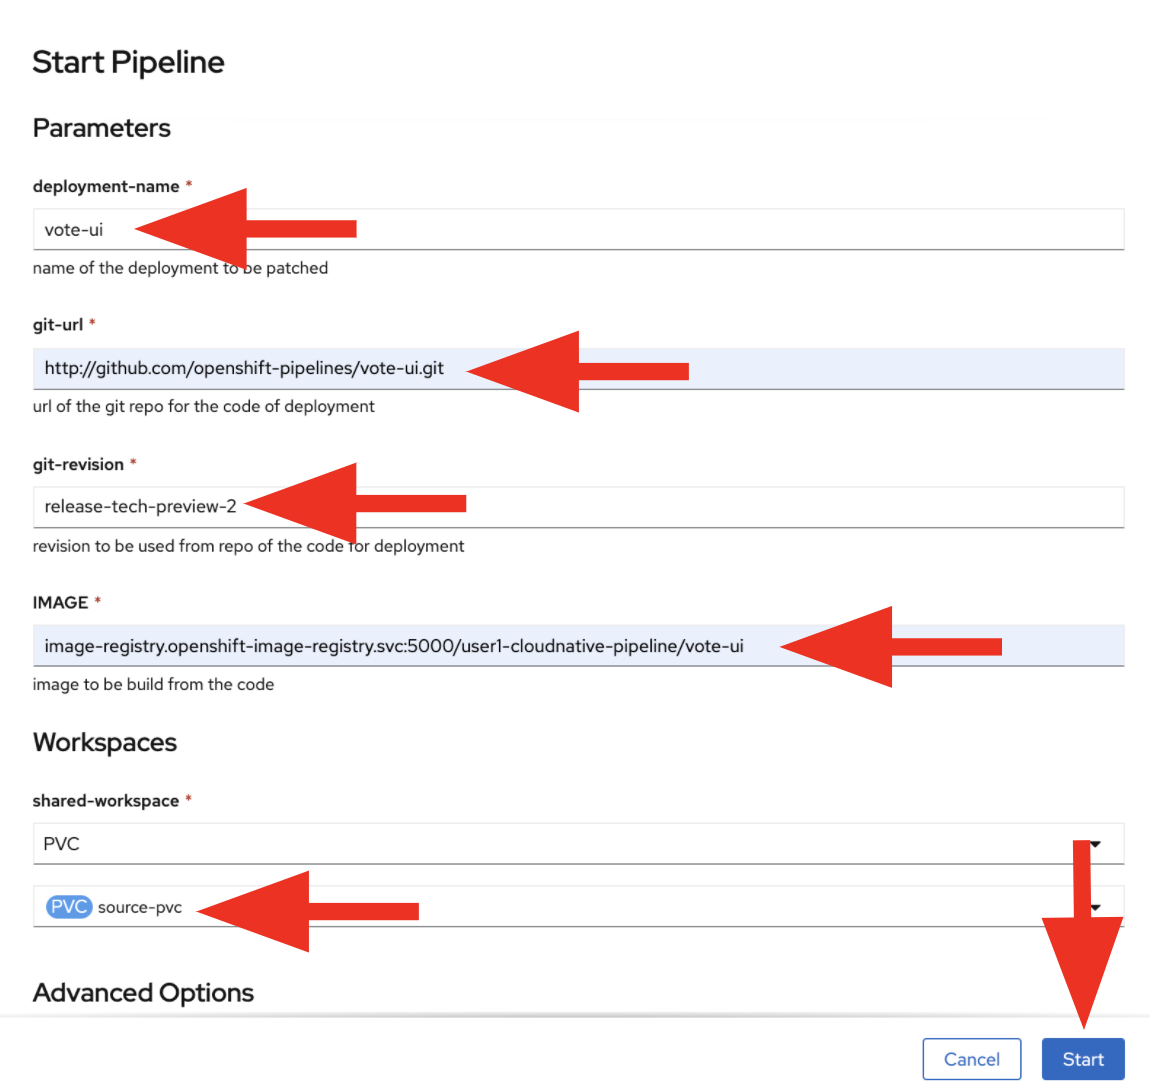 Start Pipeline
Parameters
deployment-name *
vote-ui
name of the deployment to be patched
git-url *
http://github.com/openshift-pipelines/vote-ui.git
url of the git repo for the code of deployment
git-revision *
release-tech-preview-2
revision to be used from repo of the code for deployment
IMAGE *
image-registry.openshift-image-registry.svc:5000/user1-cloudnative-pipeline/vote-ui
image to be build from the code
Workspaces
shared-workspace *
PVC
PVC source-pvc
Advanced Options
Cancel Start